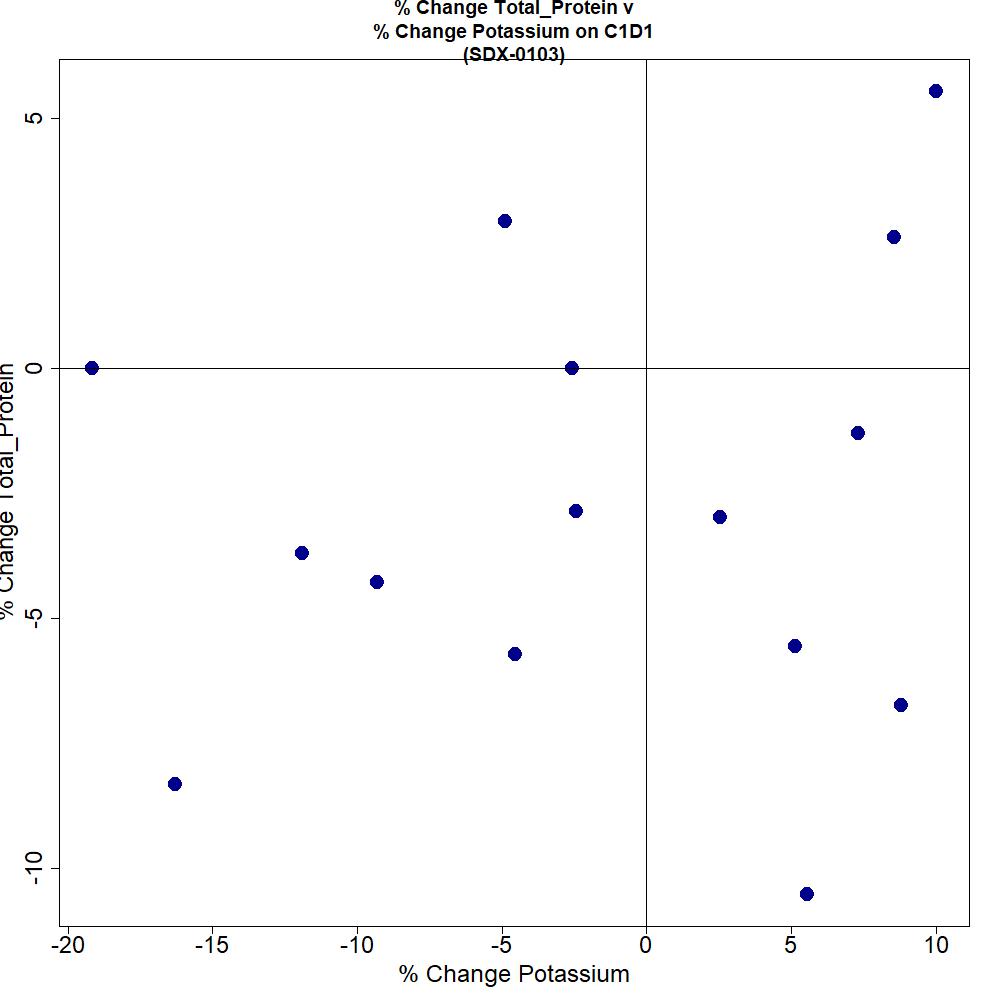 % Change Total_Protein v
% Change Potassium on C1D1
(SDX-0103)
5
0
-5
-10
% Change Total_Protein
-20 -15 -10 -5 0 5 10
% Change Potassium